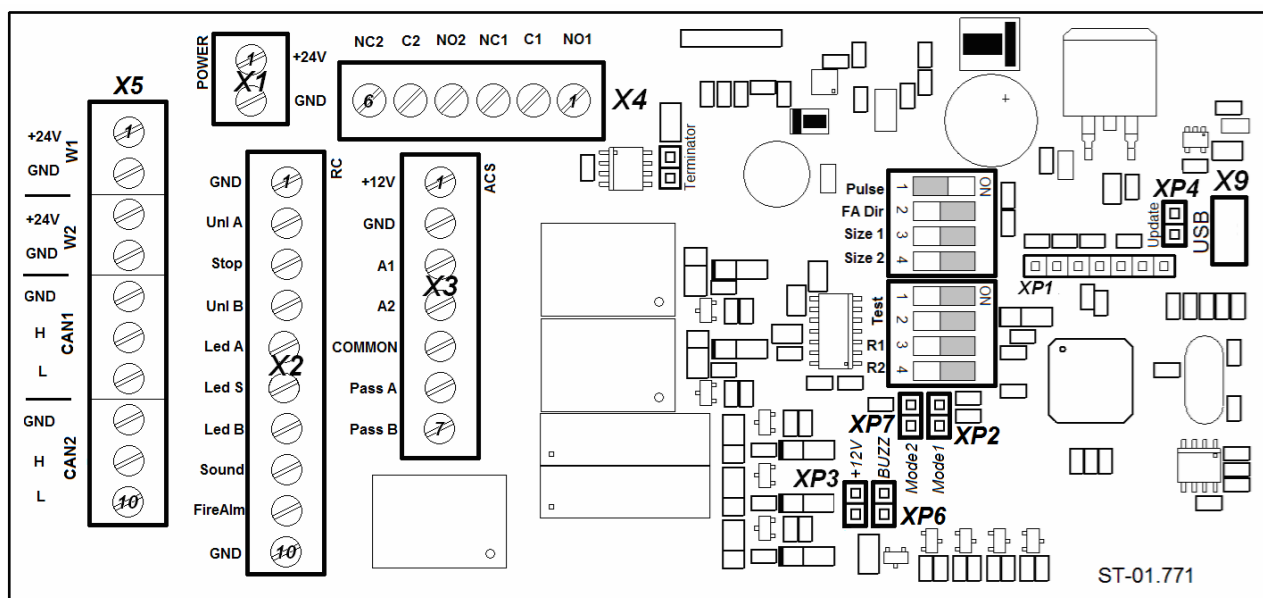 POWER
1
+24V
X1
GND
NC2 C2 NO2 NC1 C1 NO1
6 1
X4
Terminator
X5
W1
+24V 1
GND
W2
+24V
GND
CAN1
GND
H
L
CAN2
GND
H
L 10
RC
GND 1
Unl A
Stop
Unl B
Led A
X2
Led S
Led B
Sound
FireAlm
GND 10
ACS
+12V 1
GND
A1
X3
A2
COMMON
Pass A
Pass B 7
+
Pulse 1 NO
FA Dir 2
Size 1 3
Size 2 4
Test 1 NO
2
R1 3
R2 4
XP4
Update
X9
USB
XP1
XP7
Mode2
Mode1
XP2
XP3
+12V
BUZZ
XP6
ST-01.771